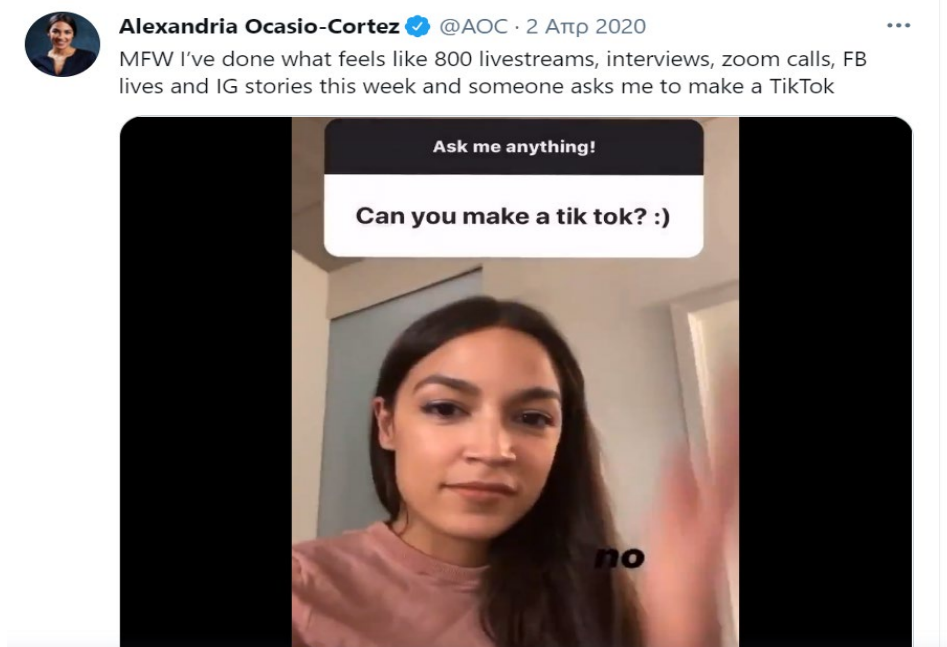 Alexandria Ocasio-Cortez @AOC · 2 Απρ 2020
MFW I’ve done what feels like 800 livestreams, interviews, zoom calls, FB
lives and IG stories this week and someone asks me to make a TikTok
Ask me anything!
Can you make a tik tok? :)
no